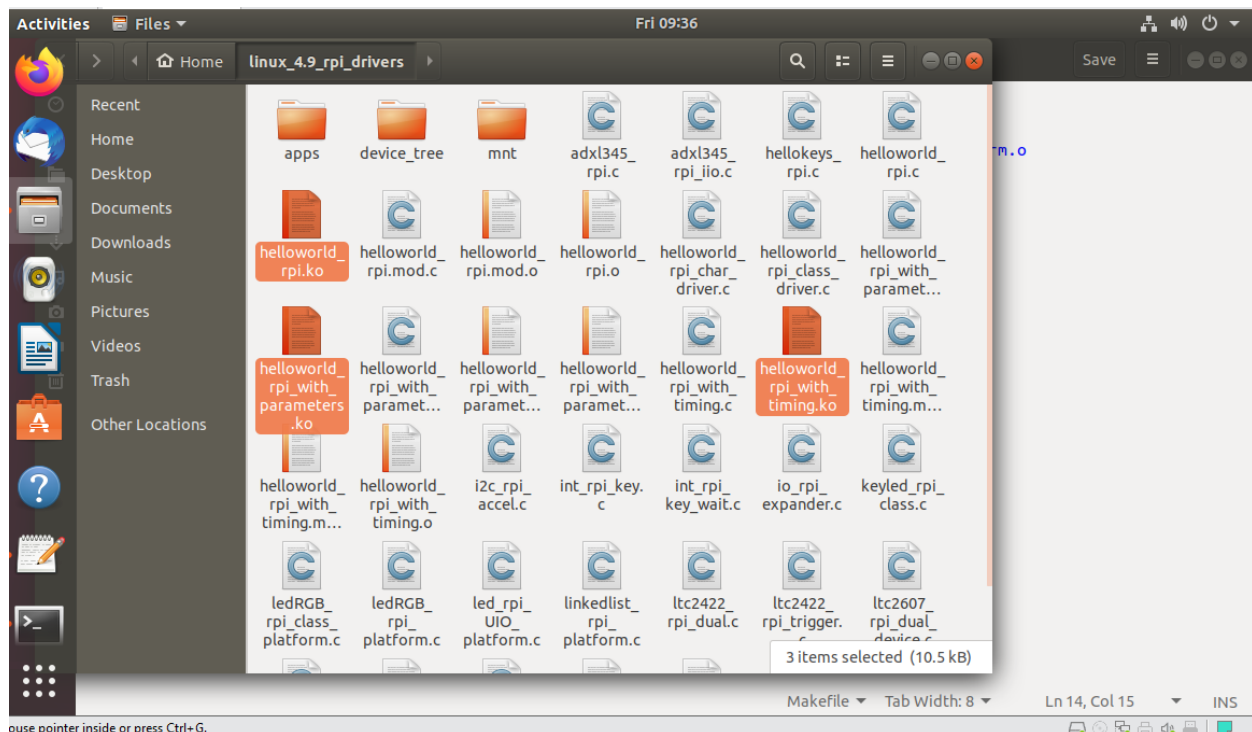 Activities
Files
Fri 09:36
Home
linux_4.9_rpi_drivers
Save
Recent
Home
Desktop
Documents
Downloads
Music
Pictures
Videos
Trash
Other Locations
apps
device_tree
mnt
adxl345_
rpi.c
adxl345_
rpi_iio.c
hellokeys_
rpi.c
helloworld_
rpi.c
rm.o
helloworld_
rpi.ko
helloworld_
rpi.mod.c
helloworld_
rpi.mod.o
helloworld_
rpi.o
helloworld_
rpi_char_
driver.c
helloworld_
rpi_class_
driver.c
helloworld_
rpi_with_
paramet...
helloworld_
rpi_with_
parameters
.ko
helloworld_
rpi_with_
paramet...
helloworld_
rpi_with_
paramet...
helloworld_
rpi_with_
paramet...
helloworld_
rpi_with_
timing.c
helloworld_
rpi_with_
timing.ko
helloworld_
rpi_with_
timing.m...
helloworld_
rpi_with_
timing.m...
helloworld_
rpi_with_
timing.o
i2c_rpi_
accel.c
int_rpi_key.
c
int_rpi_
key_wait.c
io_rpi_
expander.c
keyled_rpi_
class.c
ledRGB_
rpi_class_
platform.c
ledRGB_
rpi_
platform.c
led_rpi_
UIO_
platform.c
linkedlist_
rpi_
platform.c
ltc2422_
rpi_dual.c
ltc2422_
rpi_trigger.
ltc2607_
rpi_dual_
device.c
3 items selected (10.5 kB)
Makefile
Tab Width: 8
Ln 14, Col 15
INS
ouse pointer inside or press Ctrl+G.